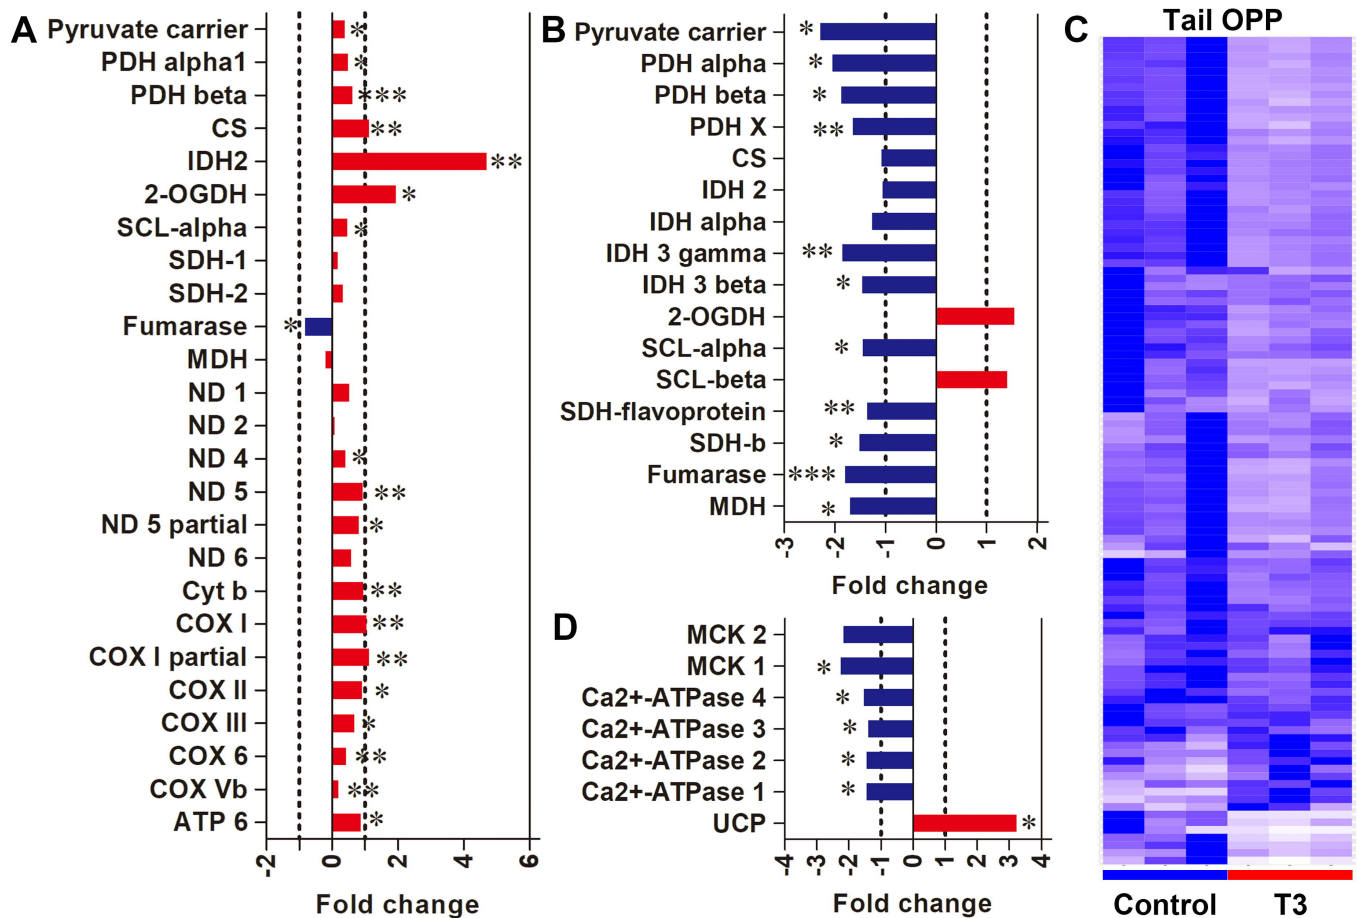 A
Pyruvate carrier *
PDH alpha1 *
PDH beta ***
CS **
IDH2 **
2-OGDH *
SCL-alpha *
SDH-1
SDH-2
Fumarase *
MDH
ND 1
ND 2
ND 4 *
ND 5 **
ND 5 partial *
ND 6
Cyt b **
COX I **
COX I partial **
COX II *
COX III *
COX 6 **
COX Vb **
ATP 6 *
-2 0 2 4 6
Fold change
B
Pyruvate carrier *
PDH alpha *
PDH beta *
PDH X **
CS
IDH 2
IDH alpha
IDH 3 gamma **
IDH 3 beta *
2-OGDH
SCL-alpha *
SCL-beta
SDH-flavoprotein **
SDH-b *
Fumarase ***
MDH *
-3 -2 -1 0 1 2
Fold change
C
Tail OPP
Control T3
D
MCK 2
MCK 1 *
Ca2+-ATPase 4 *
Ca2+-ATPase 3 *
Ca2+-ATPase 2 *
Ca2+-ATPase 1 *
UCP *
-4 -3 -2 -1 0 1 2 3 4
Fold change